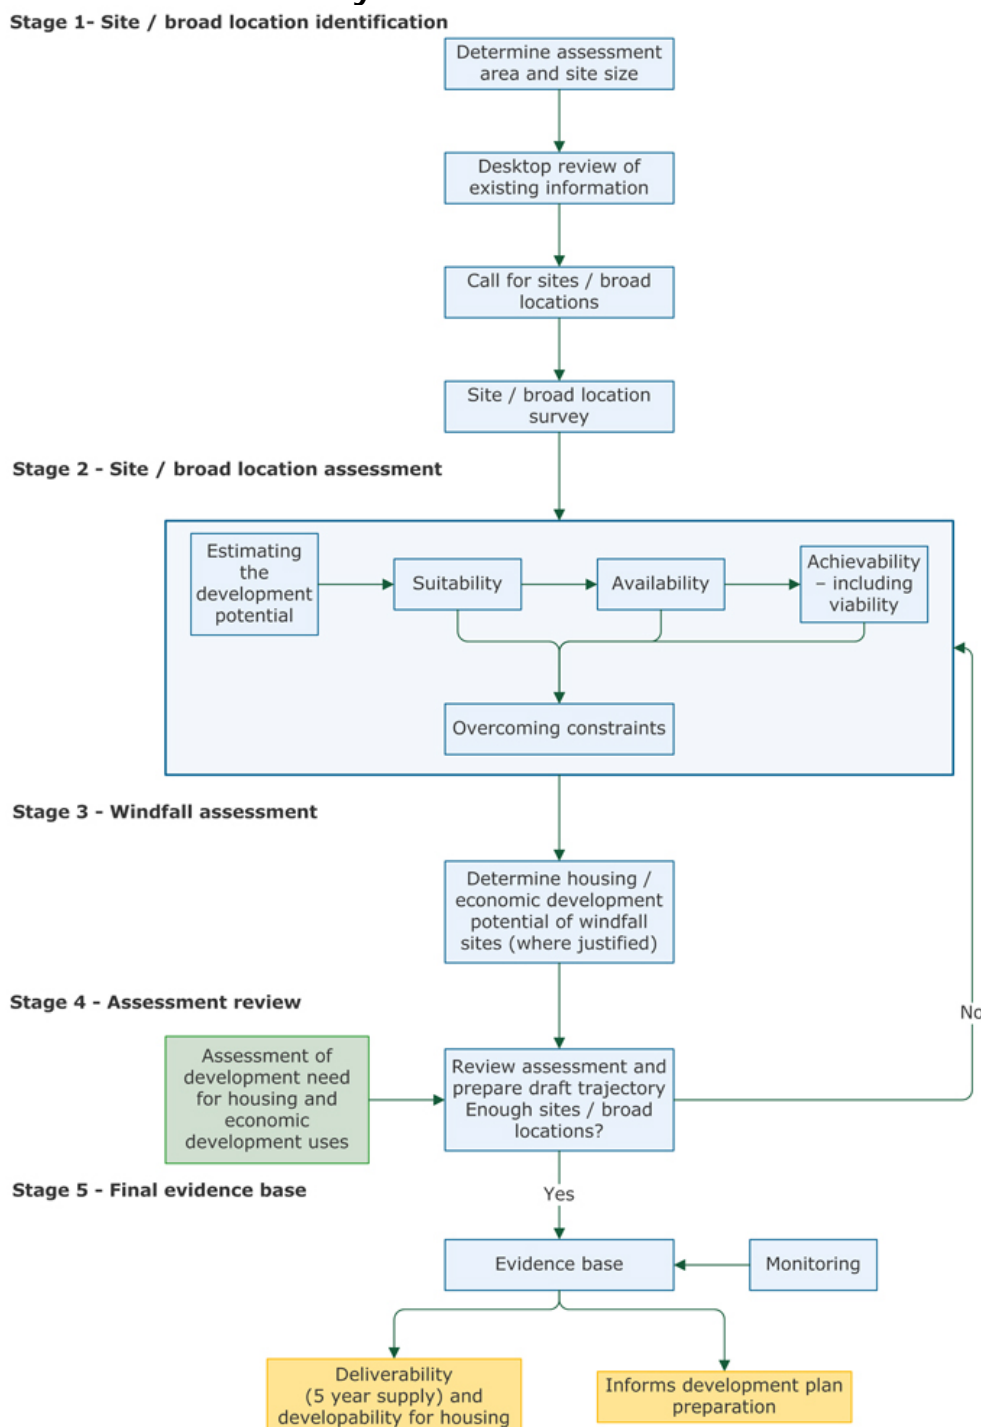 Stage 1- Site / broad location identification
Determine assessment
area and site size
Desktop review of
existing information
Call for sites / broad
locations
Site / broad location
survey
Stage 2 - Site / broad location assessment
Estimating
the
development
potential
Suitability
Availability
Achievability
– including
viability
Overcoming constraints
Stage 3 - Windfall assessment
Determine housing /
economic development
potential of windfall
sites (where justified)
Stage 4 - Assessment review
No
Assessment of
development need
for housing and
economic
development uses
Review assessment and
prepare draft trajectory
Enough sites / broad
locations?
Stage 5 - Final evidence base
Yes
Evidence base
Monitoring
Deliverability
(5 year supply) and
developability for housing
Informs development plan
preparation